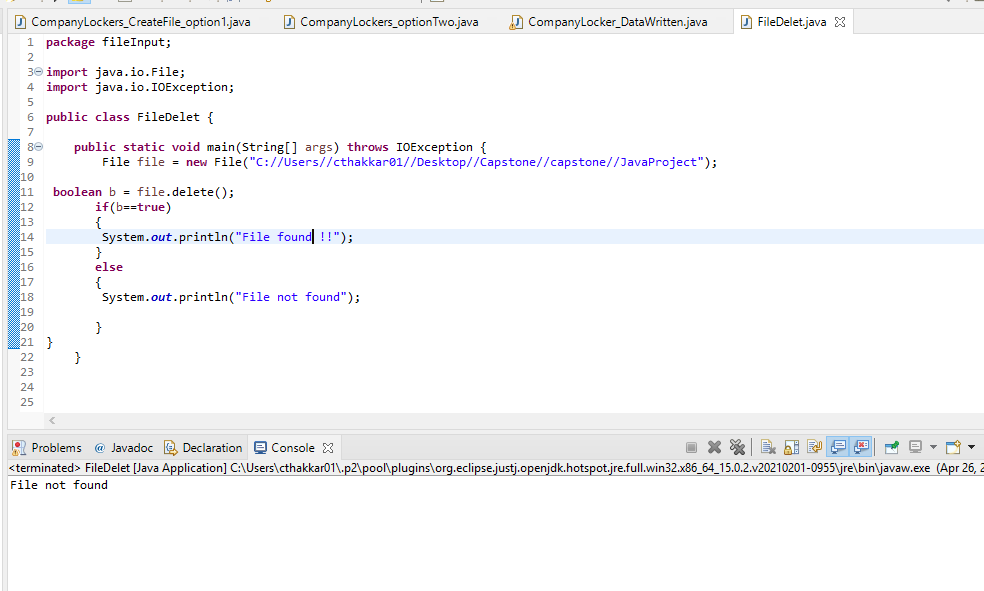 CompanyLockers_CreateFile_option1.java CompanyLockers_optionTwo.java CompanyLocker_DataWritten.java FileDelet.java
1 package fileInput;
2
3 import java.io.File;
4 import java.io.IOException;
5
6 public class FileDelet {
7
8 public static void main(String[] args) throws IOException {
9 File file = new File("C://Users//cthakkar01//Desktop//Capstone//capstone//JavaProject");
10
11 boolean b = file.delete();
12 if(b==true)
13 {
14 System.out.println("File found !!");
15 }
16 else
17 {
18 System.out.println("File not found");
19
20 }
21 }
22 }
23
24
25
Problems @ Javadoc Declaration Console
<terminated> FileDelet [Java Application] C:\Users\cthakkar01\.p2\pool\plugins\org.eclipse.justj.openjdk.hotspot.jre.full.win32.x86_64_15.0.2.v20210201-0955\jre\bin\javaw.exe (Apr 26, 2
File not found